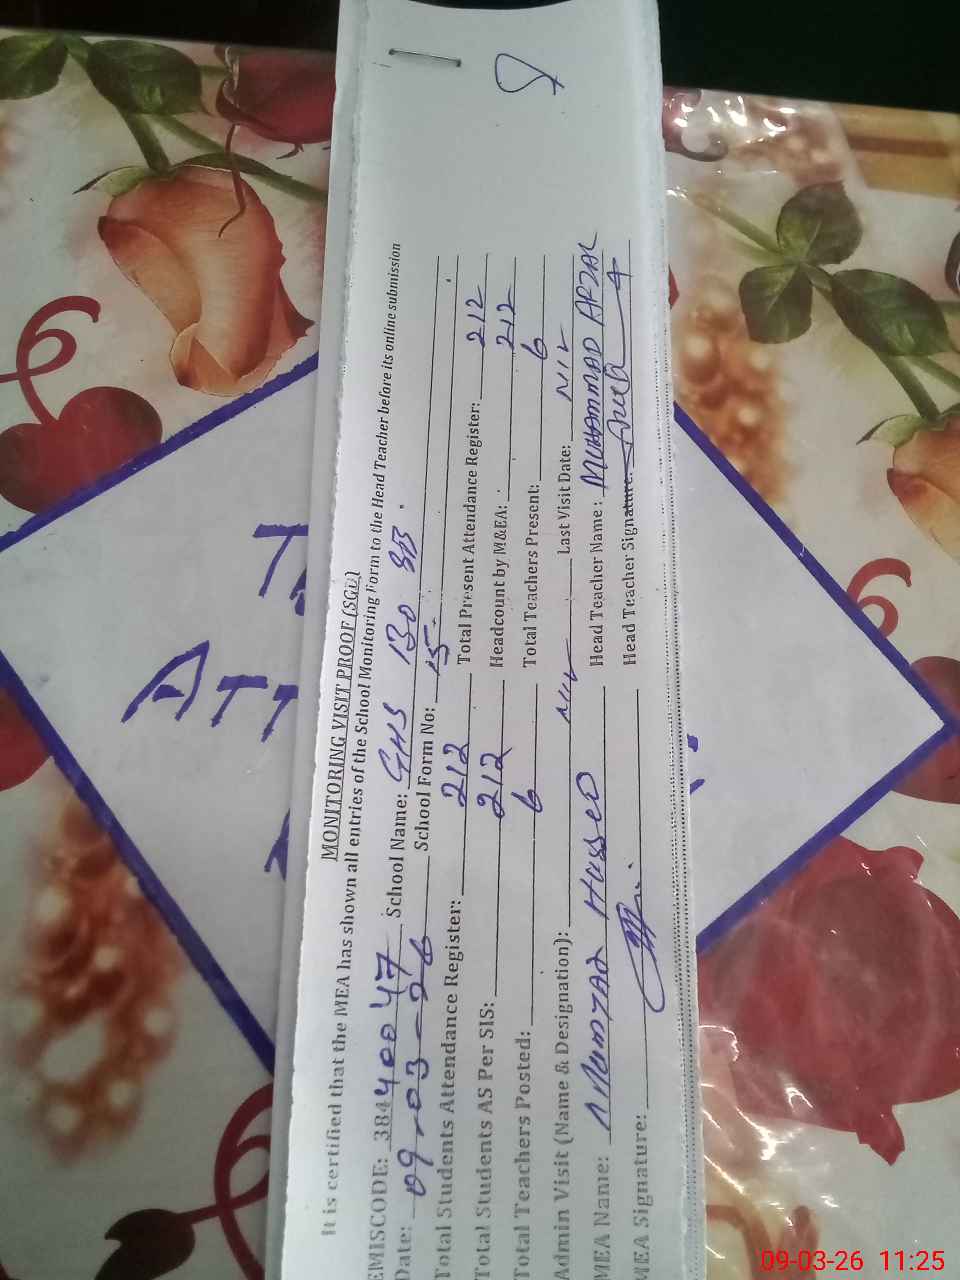 MONITORING VISIT PROOF (SGD)
It is certified that the MEA has shown all entries of the School Monitoring Form to the Head Teacher before its online submission
EMISCODE: 38440047 School Name: GHS 130 SB.
Date: 09-03-26 School Form No: 15
Total Students Attendance Register: 212 Total Present Attendance Register: 212
Total Students AS Per SIS: 212 Headcount by M&EA: 212
Total Teachers Posted: 6 Total Teachers Present: 6
Admin Visit (Name & Designation): NIL Last Visit Date: NIL
MEA Name: Mumtaz Hussen Head Teacher Name: MUHAMMAD AFZAL
MEA Signature: Head Teacher Signature:
ATT
09-03-26 11:25